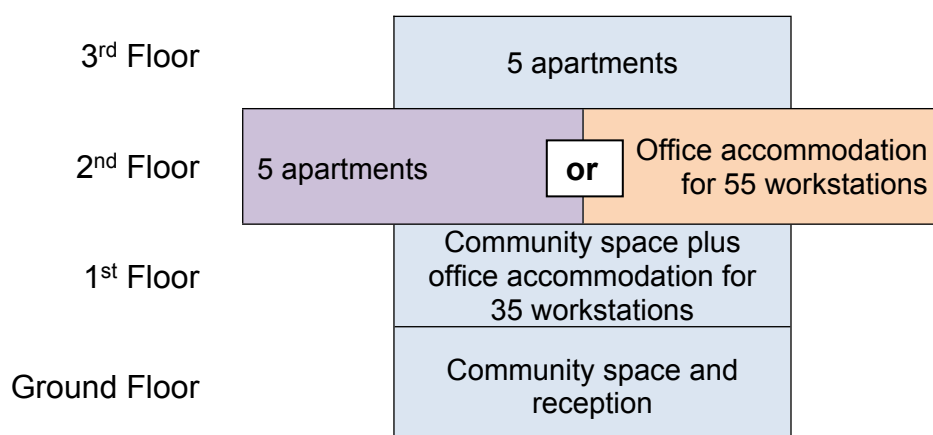 3rd Floor
5 apartments
2nd Floor
5 apartments
or
Office accommodation
for 55 workstations
1st Floor
Community space plus
office accommodation for
35 workstations
Ground Floor
Community space and
reception